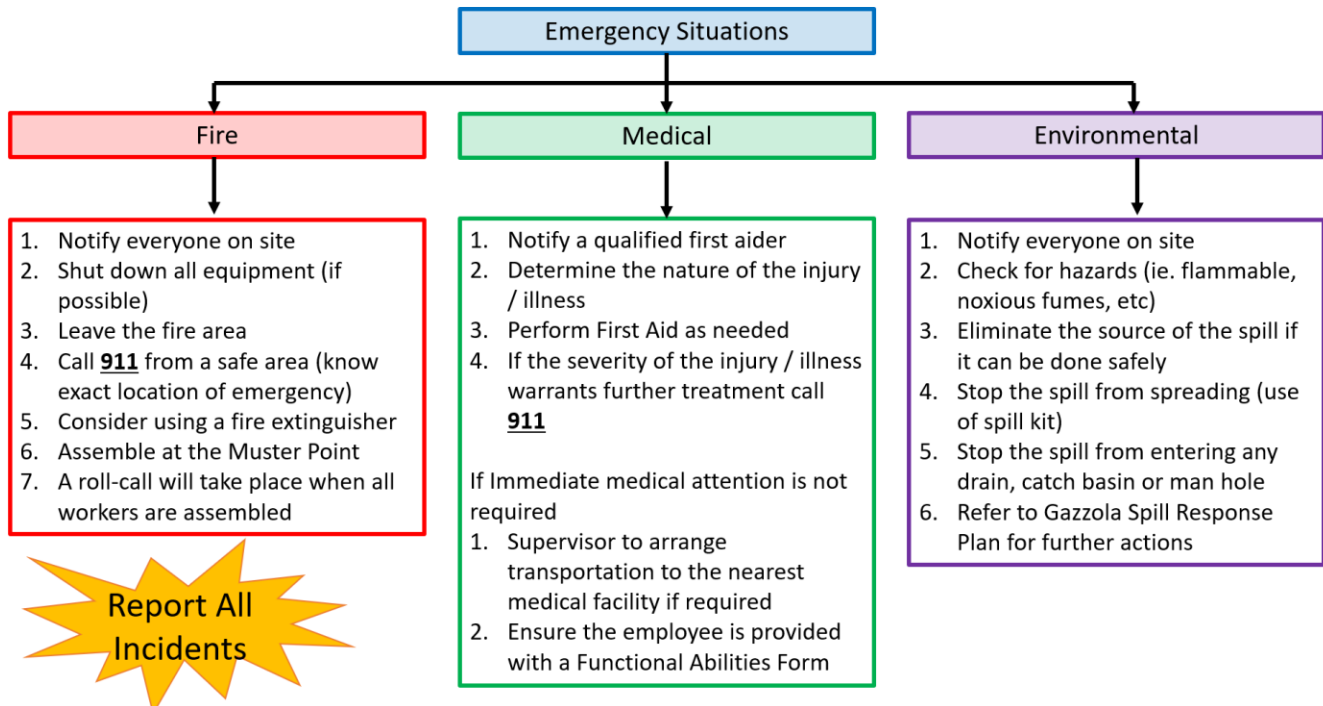 Emergency Situations
Fire
1. Notify everyone on site
2. Shut down all equipment (if
possible)
3. Leave the fire area
4. Call 911 from a safe area (know
exact location of emergency)
5. Consider using a fire extinguisher
6. Assemble at the Muster Point
7. A roll-call will take place when all
workers are assembled
Report All
Incidents
Medical
1. Notify a qualified first aider
2. Determine the nature of the injury
/ illness
3. Perform First Aid as needed
4. If the severity of the injury / illness
warrants further treatment call
911
If Immediate medical attention is not
required
1. Supervisor to arrange
transportation to the nearest
medical facility if required
2. Ensure the employee is provided
with a Functional Abilities Form
Environmental
1. Notify everyone on site
2. Check for hazards (ie. flammable,
noxious fumes, etc)
3. Eliminate the source of the spill if
it can be done safely
4. Stop the spill from spreading (use
of spill kit)
5. Stop the spill from entering any
drain, catch basin or man hole
6. Refer to Gazzola Spill Response
Plan for further actions